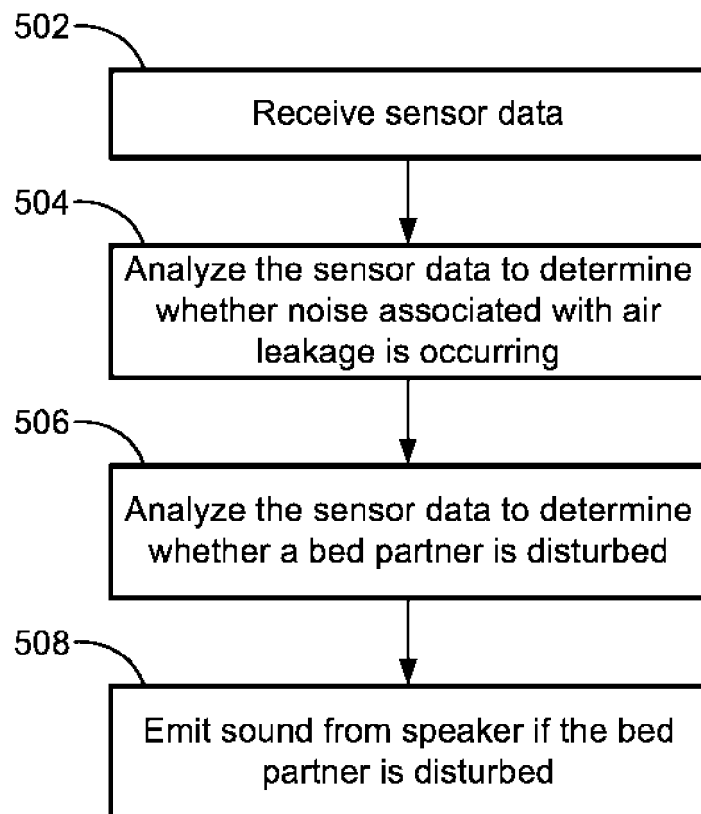 502
Receive sensor data
504
Analyze the sensor data to determine
whether noise associated with air
leakage is occurring
506
Analyze the sensor data to determine
whether a bed partner is disturbed
508
Emit sound from speaker if the bed
partner is disturbed